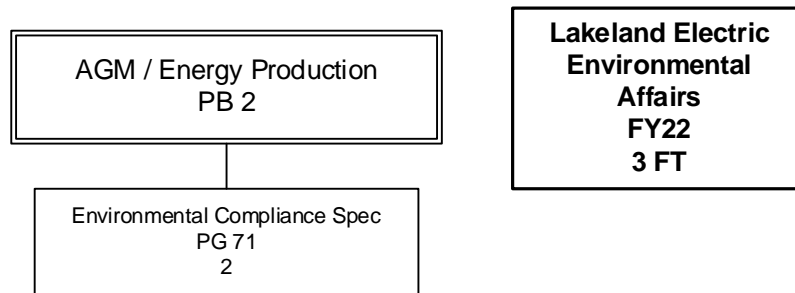 AGM / Energy Production
PB 2
Lakeland Electric
Environmental
Affairs
FY22
3 FT
Environmental Compliance Spec
PG 71
2